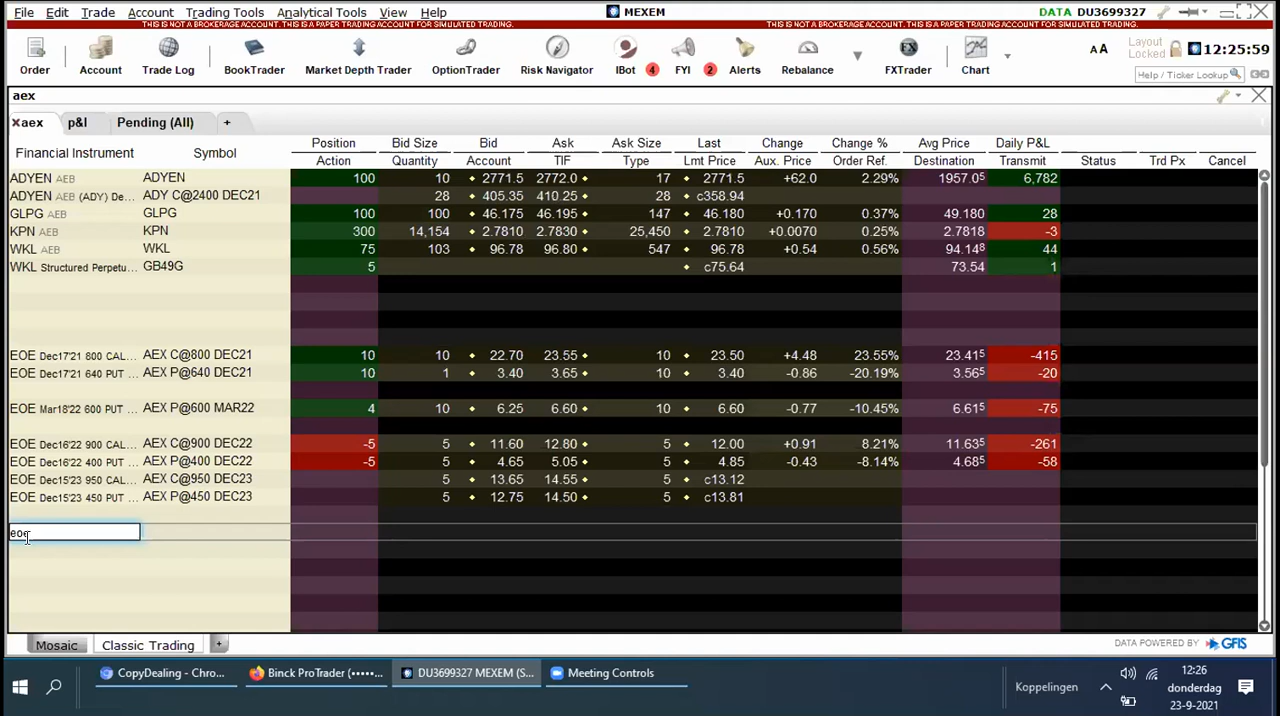 File Edit Trade Account Trading Tools Analytical Tools View Help MEXEM DATA DU3699327
THIS IS NOT A BROKERAGE ACCOUNT. THIS IS A PAPER TRADING ACCOUNT FOR SIMULATED TRADING. THIS IS NOT A BROKERAGE ACCOUNT. THIS IS A PAPER TRADING ACCOUNT FOR SIMULATED TRADING.
Order Account Trade Log BookTrader Market Depth Trader OptionTrader Risk Navigator IBot 4 FYI 2 Alerts Rebalance FXTrader Chart A A Layout Locked 12:25:59
Help / Ticker Lookup
aex
aex p&l Pending (All) +
Financial Instrument Symbol Position Bid Size Bid Ask Ask Size Last Change Change % Avg Price Daily P&L
Action Quantity Account TIF Type Lmt Price Aux. Price Order Ref. Destination Transmit Status Trd Px Cancel
ADYEN AEB ADYEN 100 10 2771.5 2772.0 17 2771.5 +62.0 2.29% 1957.05 6,782
ADYEN AEB (ADY) De... ADY C@2400 DEC21 28 405.35 410.25 28 c358.94
GLPG AEB GLPG 100 100 46.175 46.195 147 46.180 +0.170 0.37% 49.180 28
KPN AEB KPN 300 14,154 2.7810 2.7830 25,450 2.7810 +0.0070 0.25% 2.7818 -3
WKL AEB WKL 75 103 96.78 96.80 547 96.78 +0.54 0.56% 94.148 44
WKL Structured Perpetu... GB49G 5 c75.64 73.54 1
EOE Dec17'21 800 CAL... AEX C@800 DEC21 10 10 22.70 23.55 10 23.50 +4.48 23.55% 23.415 -415
EOE Dec17'21 640 PUT ... AEX P@640 DEC21 10 1 3.40 3.65 10 3.40 -0.86 -20.19% 3.565 -20
EOE Mar18'22 600 PUT ... AEX P@600 MAR22 4 10 6.25 6.60 10 6.60 -0.77 -10.45% 6.615 -75
EOE Dec16'22 900 CAL... AEX C@900 DEC22 -5 5 11.60 12.80 5 12.00 +0.91 8.21% 11.635 -261
EOE Dec16'22 400 PUT ... AEX P@400 DEC22 -5 5 4.65 5.05 5 4.85 -0.43 -8.14% 4.685 -58
EOE Dec15'23 950 CAL... AEX C@950 DEC23 5 13.65 14.55 5 c13.12
EOE Dec15'23 450 PUT ... AEX P@450 DEC23 5 12.75 14.50 5 c13.81
eoe
Mosaic Classic Trading + DATA POWERED BY GFIS
CopyDealing - Chro... Binck ProTrader (•••••... DU3699327 MEXEM (S... Meeting Controls Koppelingen 12:26
donderdag
23-9-2021